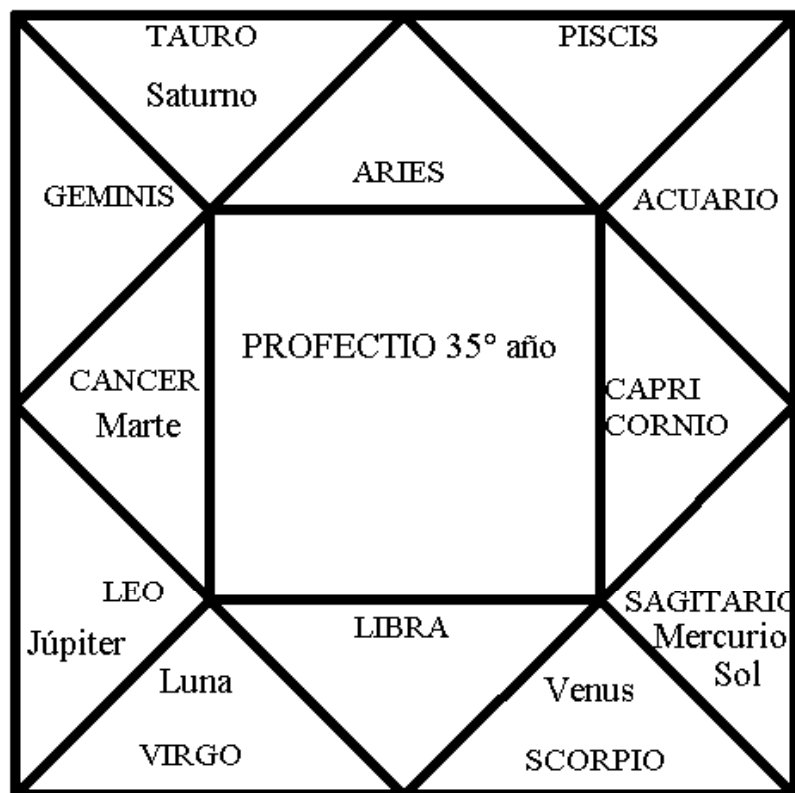 TAURO
Saturno
PISCIS
ARIES
GEMINIS
ACUARIO
PROFECTIO 35° año
CANCER
Marte
CAPRI
CORNIO
LEO
Júpiter
LIBRA
SAGITARIO
Mercurio
Sol
Luna
VIRGO
Venus
SCORPIO